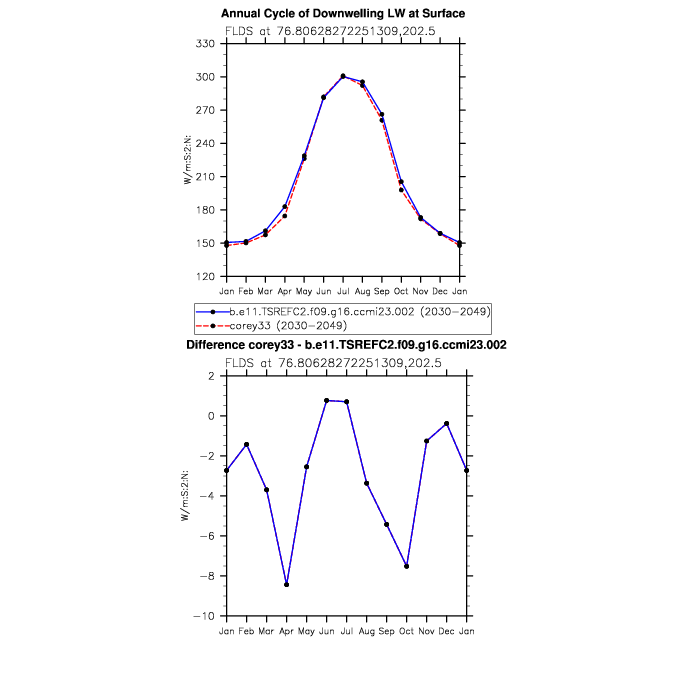 Annual Cycle of Downwelling LW at Surface
FLDS at 76.80628272251309,202.5
330
300
270
240
210
180
150
120
W/m:S:2:N:
Jan Feb Mar Apr May Jun Jul Aug Sep Oct Nov Dec Jan
b.e11.TSREFC2.f09.g16.ccmi23.002 (2030-2049)
corey33 (2030-2049)
Difference corey33 - b.e11.TSREFC2.f09.g16.ccmi23.002
FLDS at 76.80628272251309,202.5
2
0
-2
-4
-6
-8
-10
W/m:S:2:N:
Jan Feb Mar Apr May Jun Jul Aug Sep Oct Nov Dec Jan